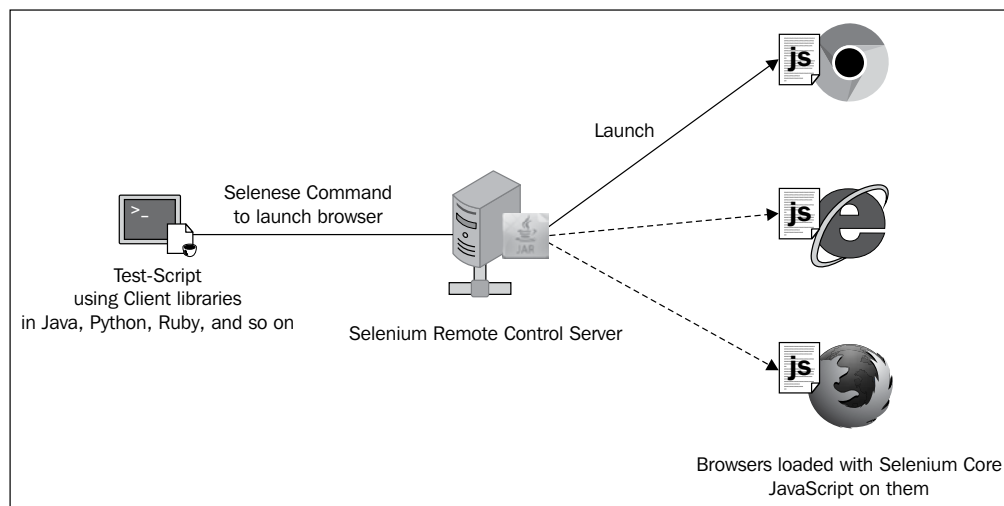 js
Launch
Selenese Command
to launch browser
>_
js
JAR
Test-Script
using Client libraries
in Java, Python, Ruby, and so on
Selenium Remote Control Server
js
Browsers loaded with Selenium Core
JavaScript on them